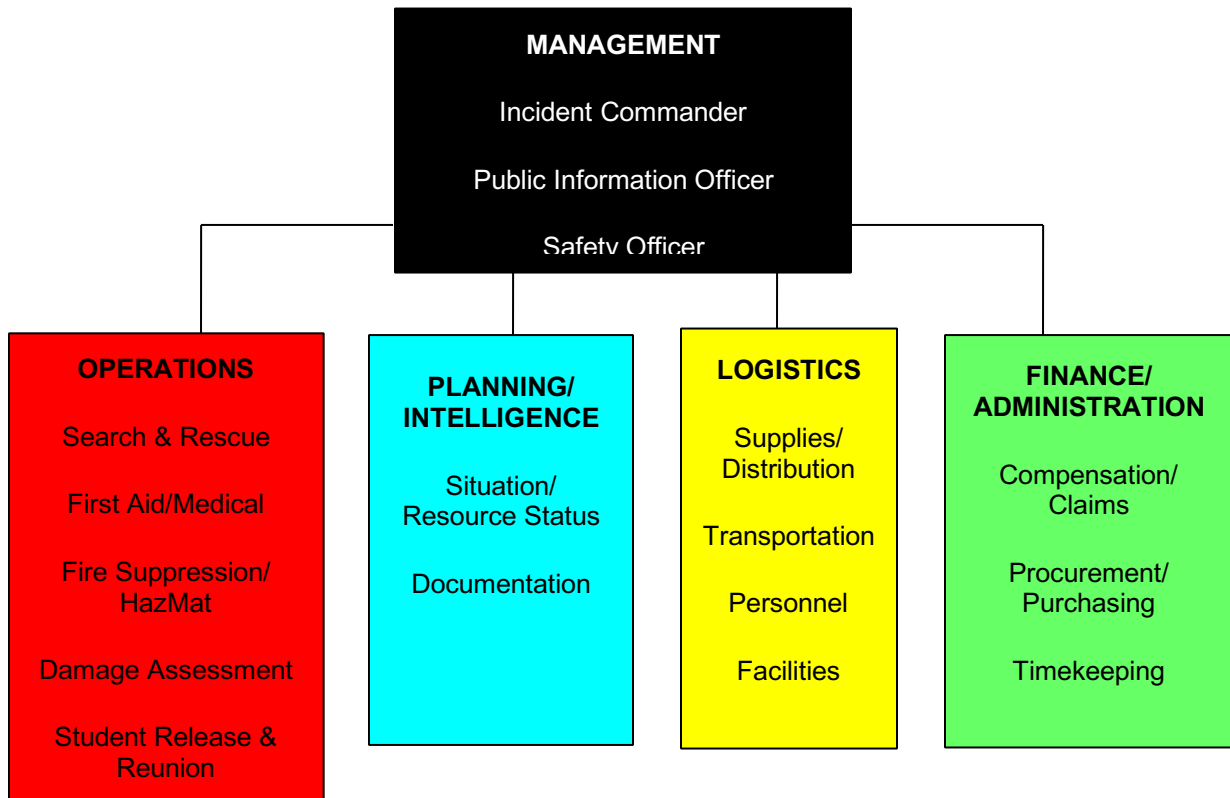 MANAGEMENT
Incident Commander
Public Information Officer
Safety Officer
OPERATIONS
Search & Rescue
First Aid/Medical
Fire Suppression/
HazMat
Damage Assessment
Student Release &
Reunion
PLANNING/
INTELLIGENCE
Situation/
Resource Status
Documentation
LOGISTICS
Supplies/
Distribution
Transportation
Personnel
Facilities
FINANCE/
ADMINISTRATION
Compensation/
Claims
Procurement/
Purchasing
Timekeeping